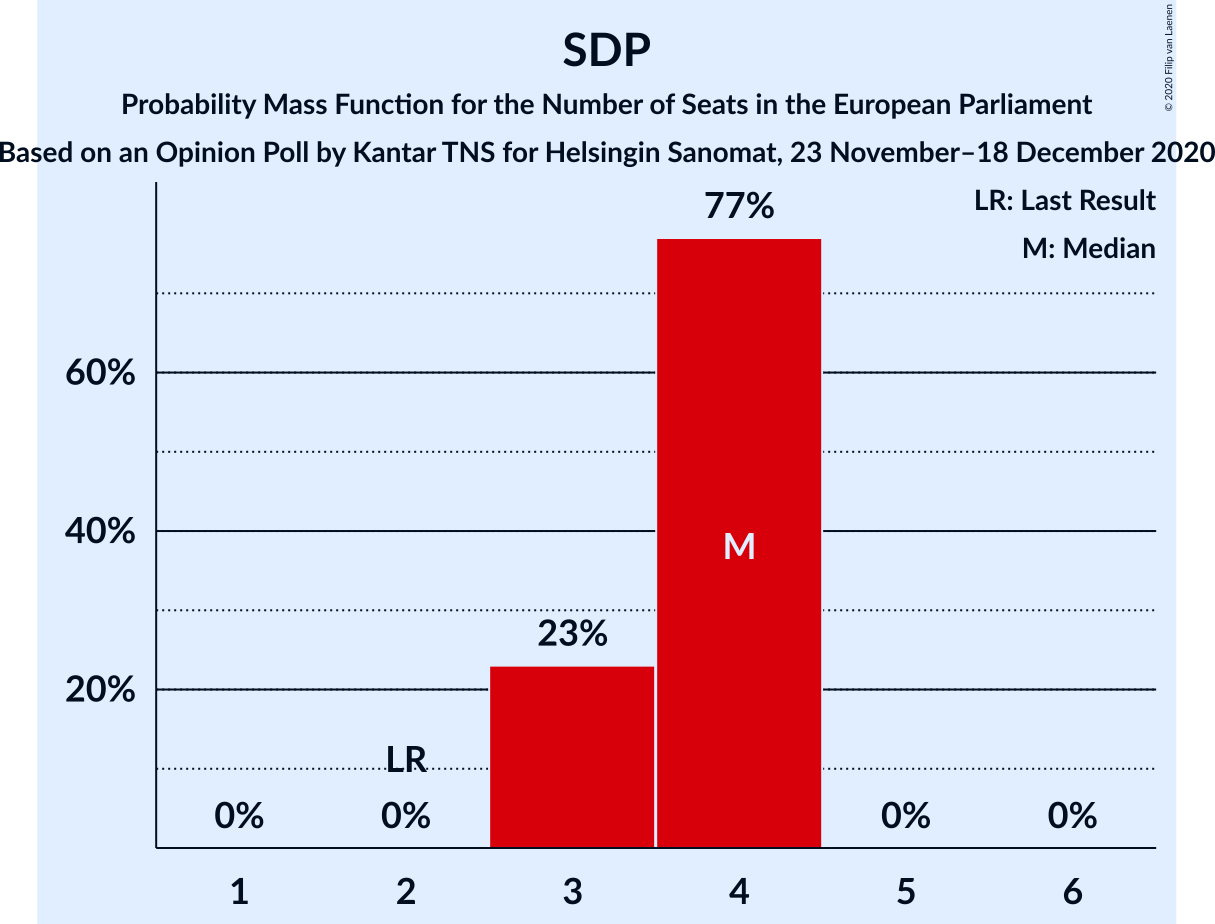 SDP
Probability Mass Function for the Number of Seats in the European Parliament
Based on an Opinion Poll by Kantar TNS for Helsingin Sanomat, 23 November–18 December 2020
© 2020 Filip van Laenen
LR: Last Result
M: Median
77%
60%
40%
M
23%
20%
LR
0%
0%
0%
0%
1
2
3
4
5
6